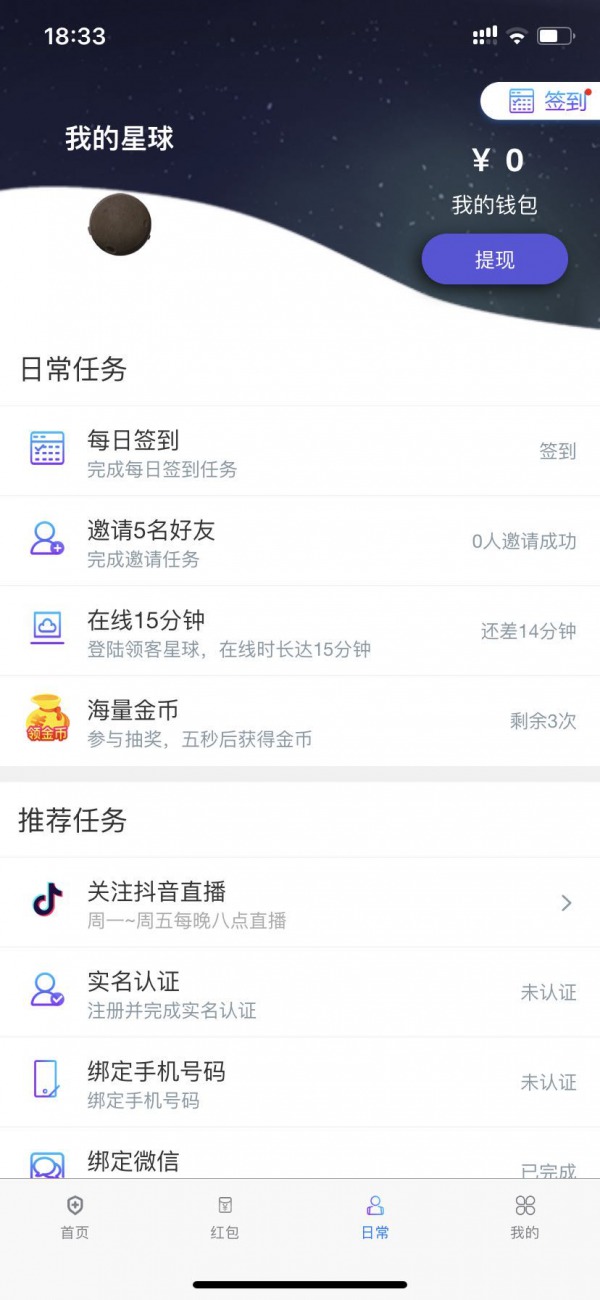 18:33
签到
我的星球
¥ 0
我的钱包
提现
日常任务
每日签到
完成每日签到任务
签到
邀请5名好友
完成邀请任务
0人邀请成功
在线15分钟
登陆领客星球，在线时长达15分钟
还差14分钟
领金币
海量金币
参与抽奖，五秒后获得金币
剩余3次
推荐任务
关注抖音直播
周一~周五每晚八点直播
实名认证
注册并完成实名认证
未认证
绑定手机号码
绑定手机号码
未认证
绑定微信
已完成
首页
红包
日常
我的